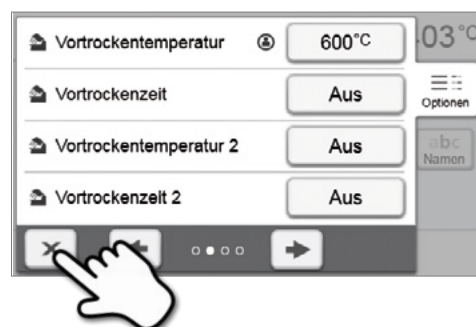 Vortrockentemperatur 600°C
Vortrockenzeit Aus
Vortrockentemperatur 2 Aus
Vortrockenzeit 2 Aus
03°C
Optionen
abc
Namen